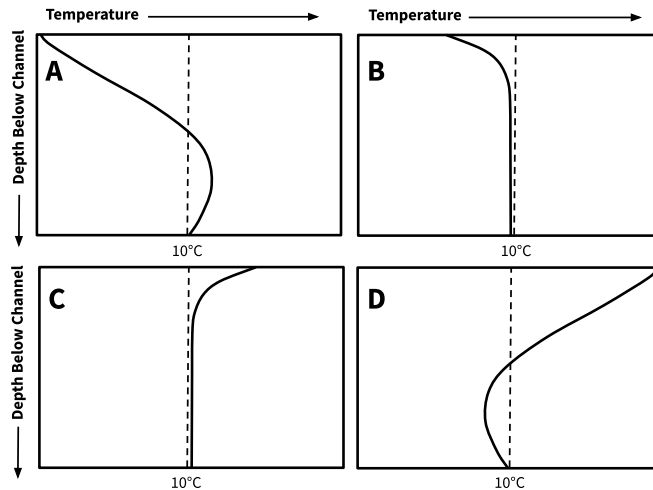 Temperature
Temperature
Depth Below Channel
A
B
10°C
10°C
Depth Below Channel
C
D
10°C
10°C